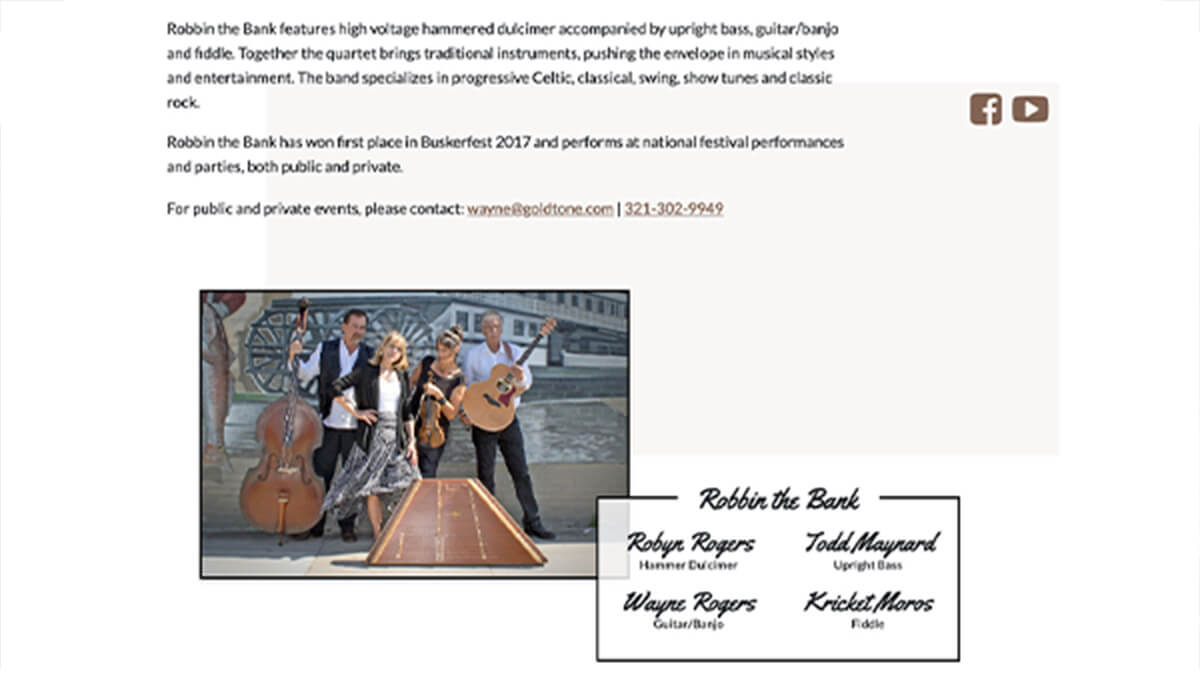 Robbin the Bank features high voltage hammered dulcimer accompanied by upright bass, guitar/banjo
and fiddle. Together the quartet brings traditional instruments, pushing the envelope in musical styles
and entertainment. The band specializes in progressive Celtic, classical, swing, show tunes and classic
rock.
Robbin the Bank has won first place in Buskerfest 2017 and performs at national festival performances
and parties, both public and private.
For public and private events, please contact: wayne@goldtone.com | 321-302-9949
Robbin the Bank
Robyn Rogers Todd Maynard
Hammer Dulcimer Upright Bass
Wayne Rogers Kricket Moros
Guitar/Banjo Fiddle